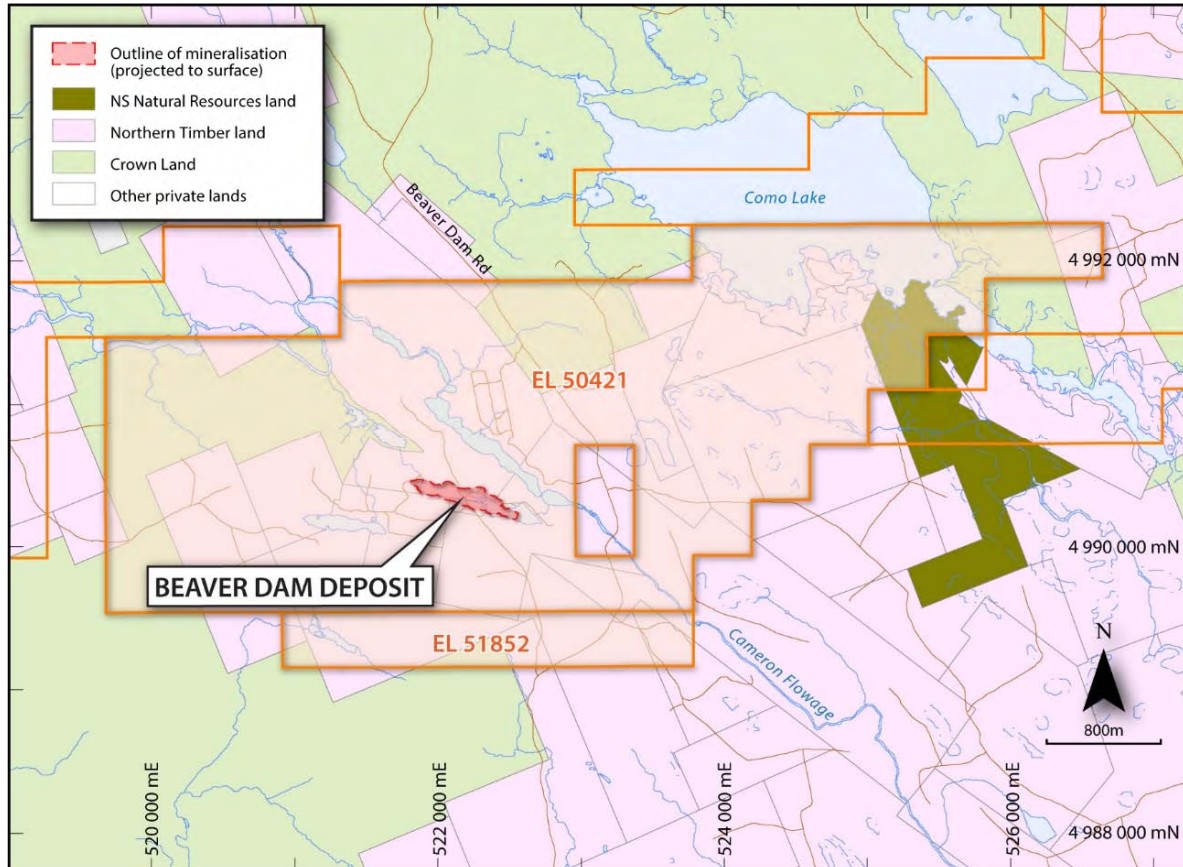 Outline of mineralisation
(projected to surface)
NS Natural Resources land
Northern Timber land
Crown Land
Other private lands
Beaver Dam Rd
Como Lake
4 992 000 mN
EL 50421
4 990 000 mN
BEAVER DAM DEPOSIT
EL 51852
Cameron Flowage
N
800m
520 000 mE
522 000 mE
524 000 mE
526 000 mE
4 988 000 mN